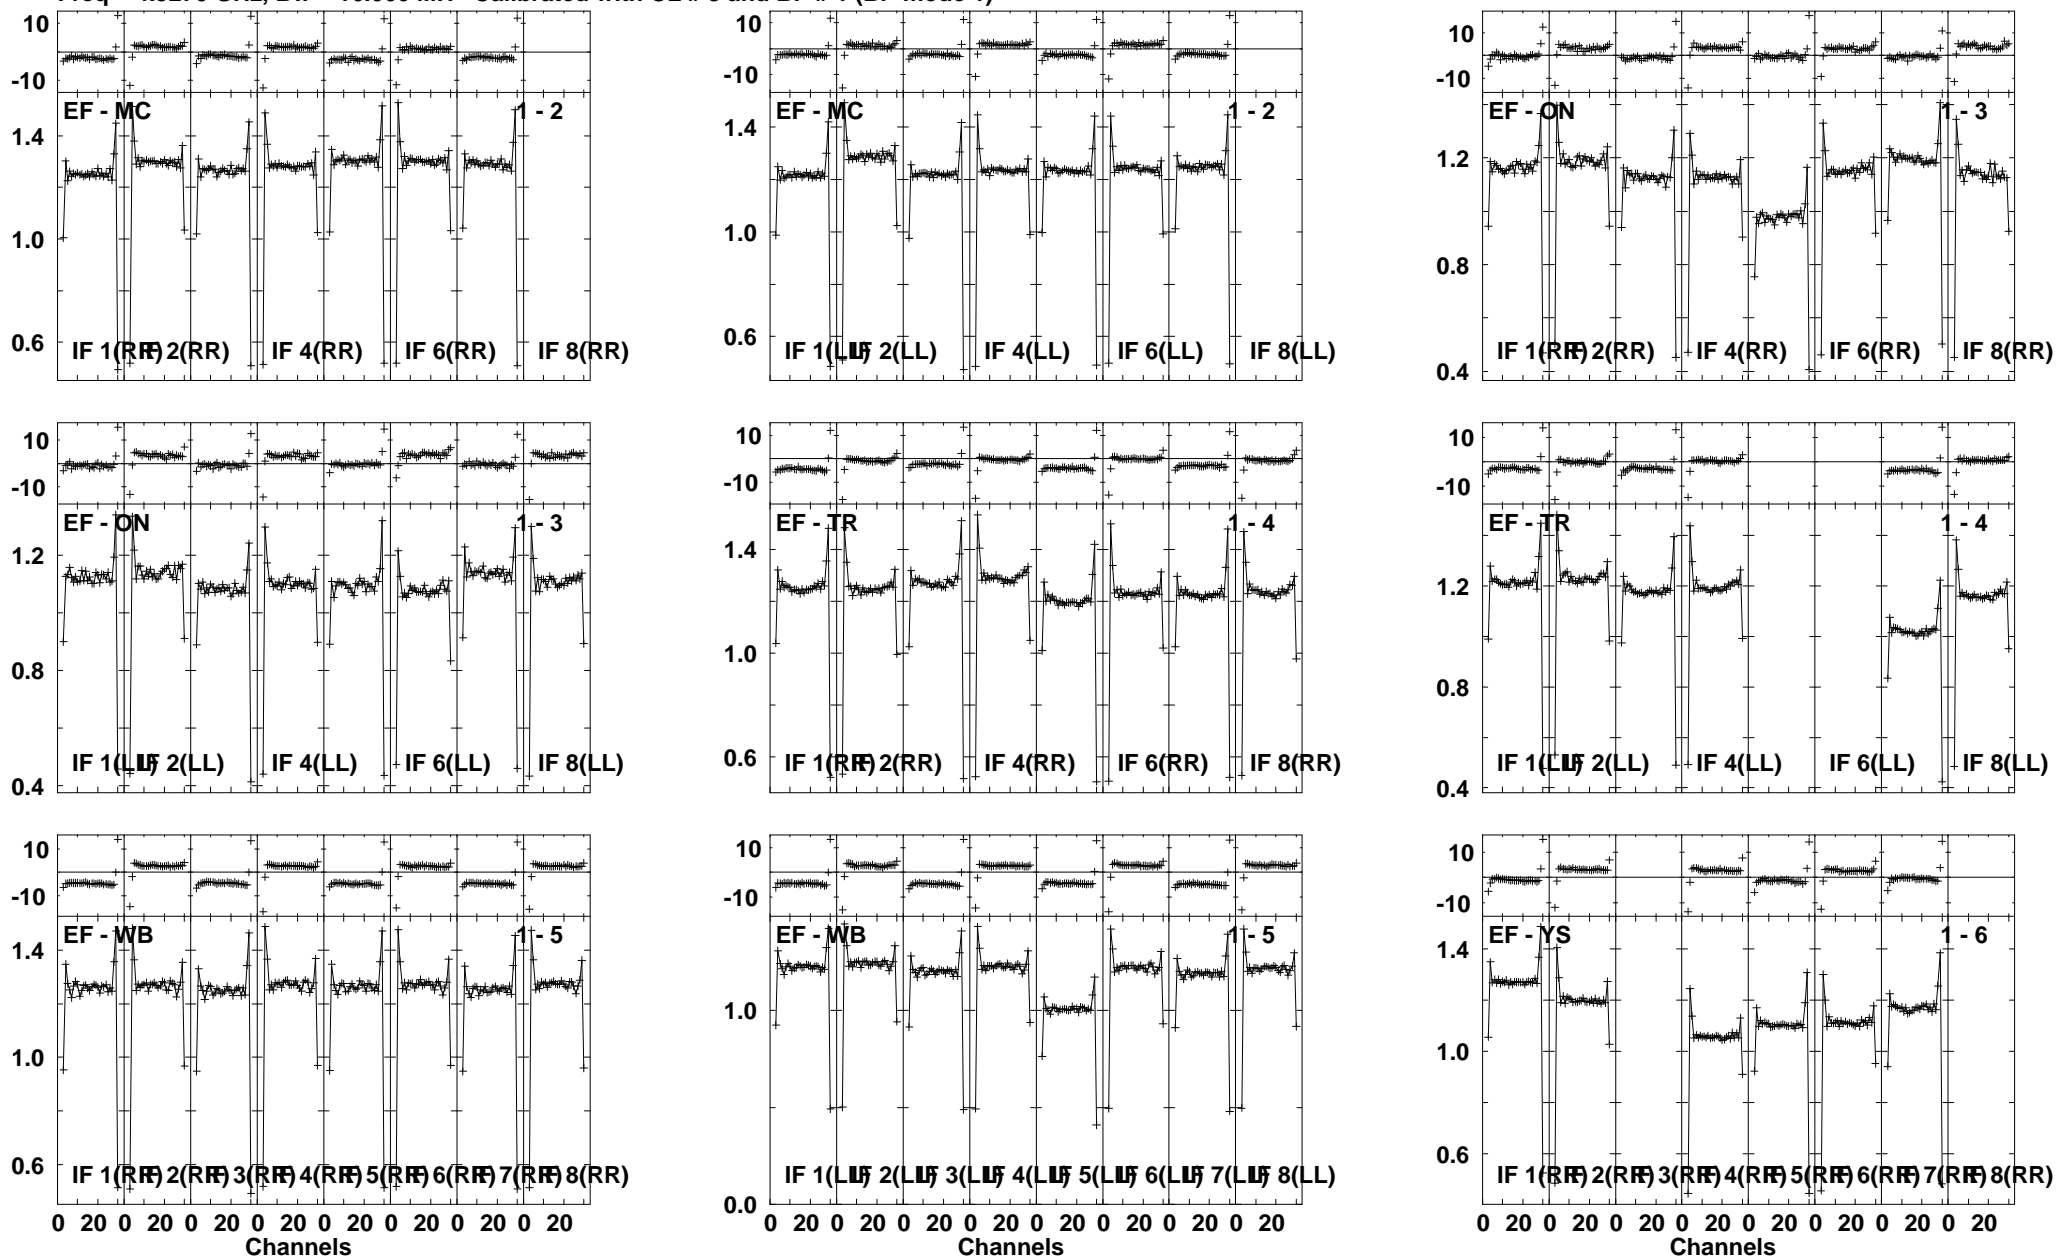 Freq GHz, Bw = MH Calibrated with CL # and BP # 1 (BP mode 1)
10
-10
EF - MC 1 - 2
1.4
1.0
0.6
IF 1(RR) IF 2(RR) IF 4(RR) IF 6(RR) IF 8(RR)
10
-10
EF - MC 1 - 2
1.4
1.0
0.6
IF 1(LL) IF 2(LL) IF 4(LL) IF 6(LL) IF 8(LL)
10
-10
EF - ON 1 - 3
1.2
0.8
0.4
IF 1(RR) IF 2(RR) IF 4(RR) IF 6(RR) IF 8(RR)
10
-10
EF - ON 1 - 3
1.2
0.8
0.4
IF 1(LL) IF 2(LL) IF 4(LL) IF 6(LL) IF 8(LL)
10
-10
EF - TR 1 - 4
1.4
1.0
0.6
IF 1(RR) IF 2(RR) IF 4(RR) IF 6(RR) IF 8(RR)
10
-10
EF - TR 1 - 4
1.2
0.8
0.4
IF 1(LL) IF 2(LL) IF 4(LL) IF 6(LL) IF 8(LL)
10
-10
EF - WB 1 - 5
1.4
1.0
0.6
IF 1(RR) IF 2(RR) IF 3(RR) IF 4(RR) IF 5(RR) IF 6(RR) IF 7(RR) IF 8(RR)
0 20 0 20 0 20 0 20 0 20 0 20 0 20 0 20
Channels
10
-10
EF - WB 1 - 5
1.0
0.0
IF 1(LL) IF 2(LL) IF 3(LL) IF 4(LL) IF 5(LL) IF 6(LL) IF 7(LL) IF 8(LL)
0 20 0 20 0 20 0 20 0 20 0 20 0 20 0 20
Channels
10
-10
EF - YS 1 - 6
1.4
1.0
0.6
IF 1(RR) IF 2(RR) IF 3(RR) IF 4(RR) IF 5(RR) IF 6(RR) IF 7(RR) IF 8(RR)
0 20 0 20 0 20 0 20 0 20 0 20 0 20 0 20
Channels